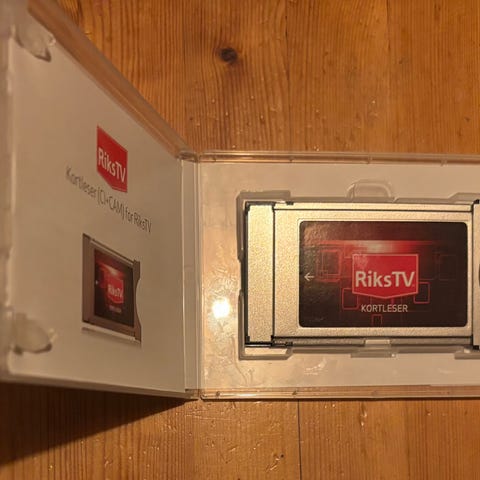 RiksTV
Kortleser (CI+CAM) for RiksTV
RiksTV
RiksTV
KORTLESER